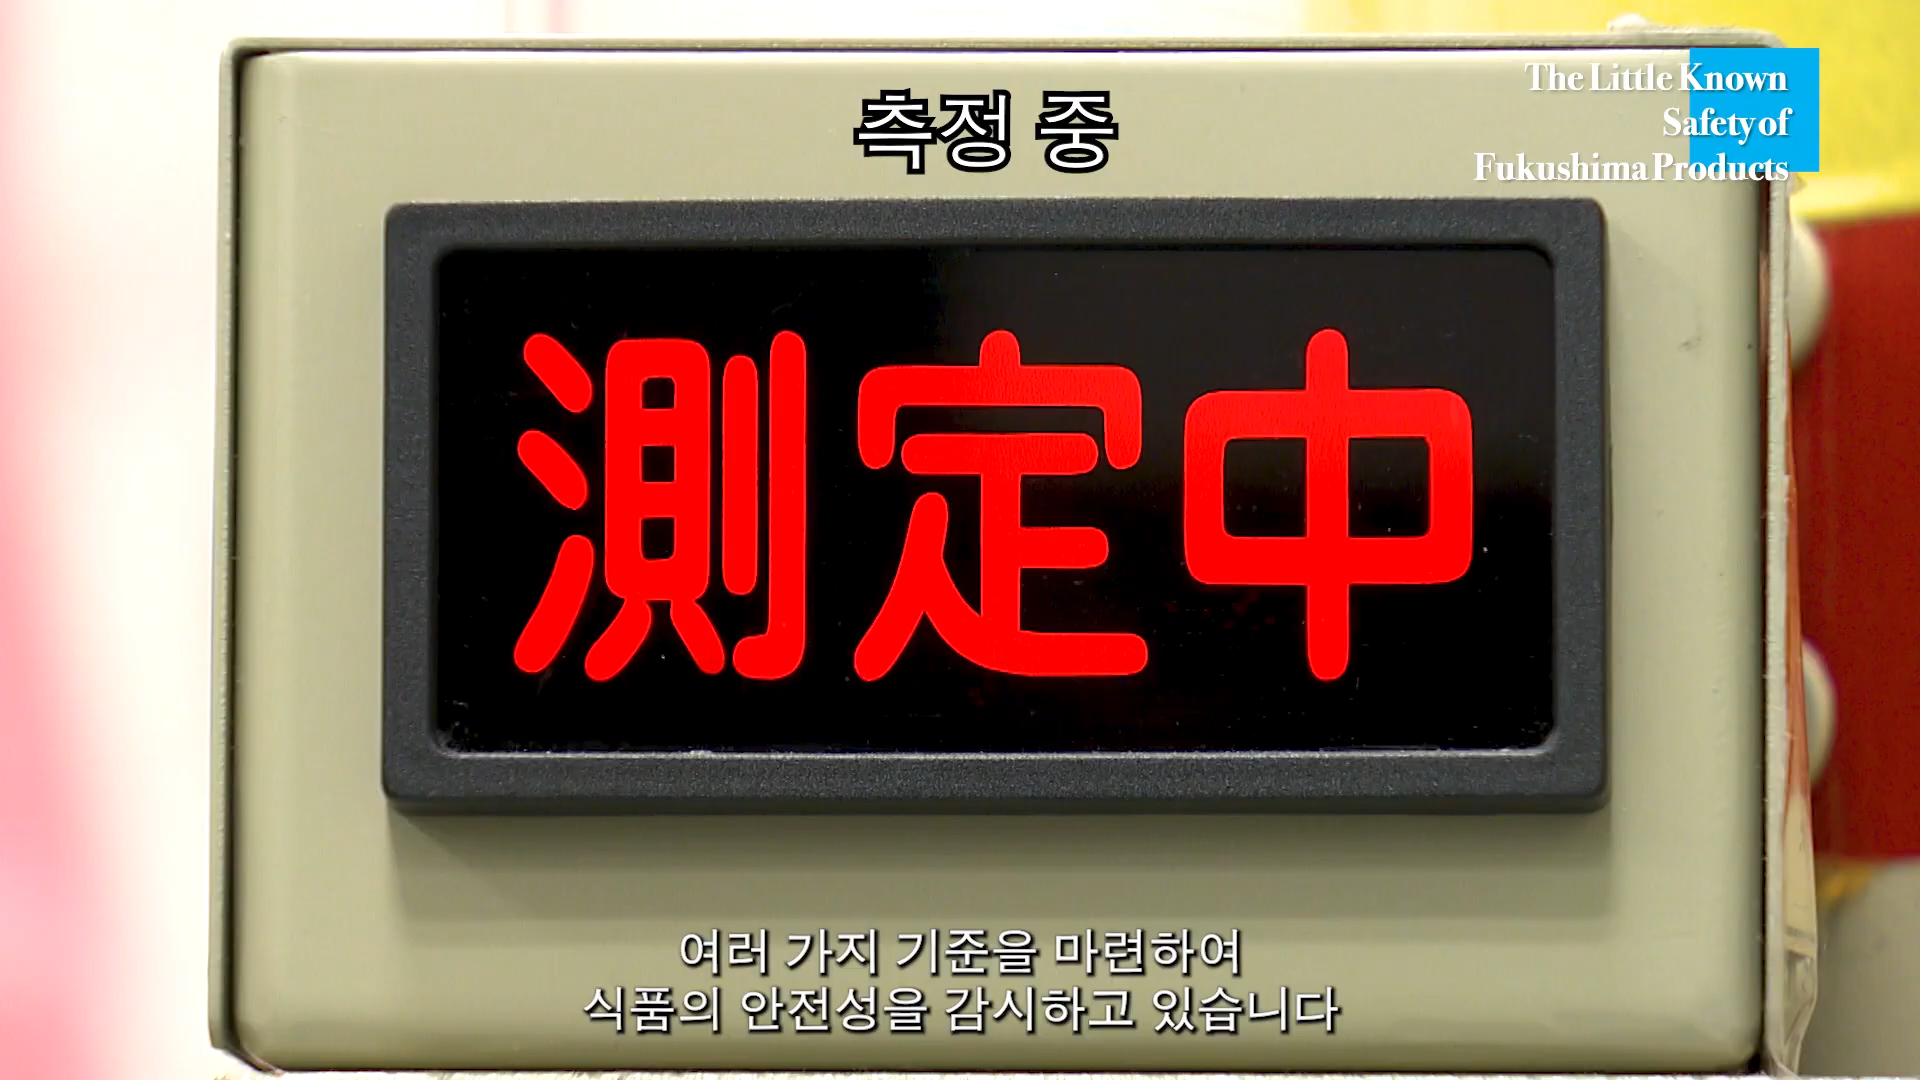 측정 중
The Little Known
Safety of
Fukushima Products
測定中
여러 가지 기준을 마련하여
식품의 안전성을 감시하고 있습니다